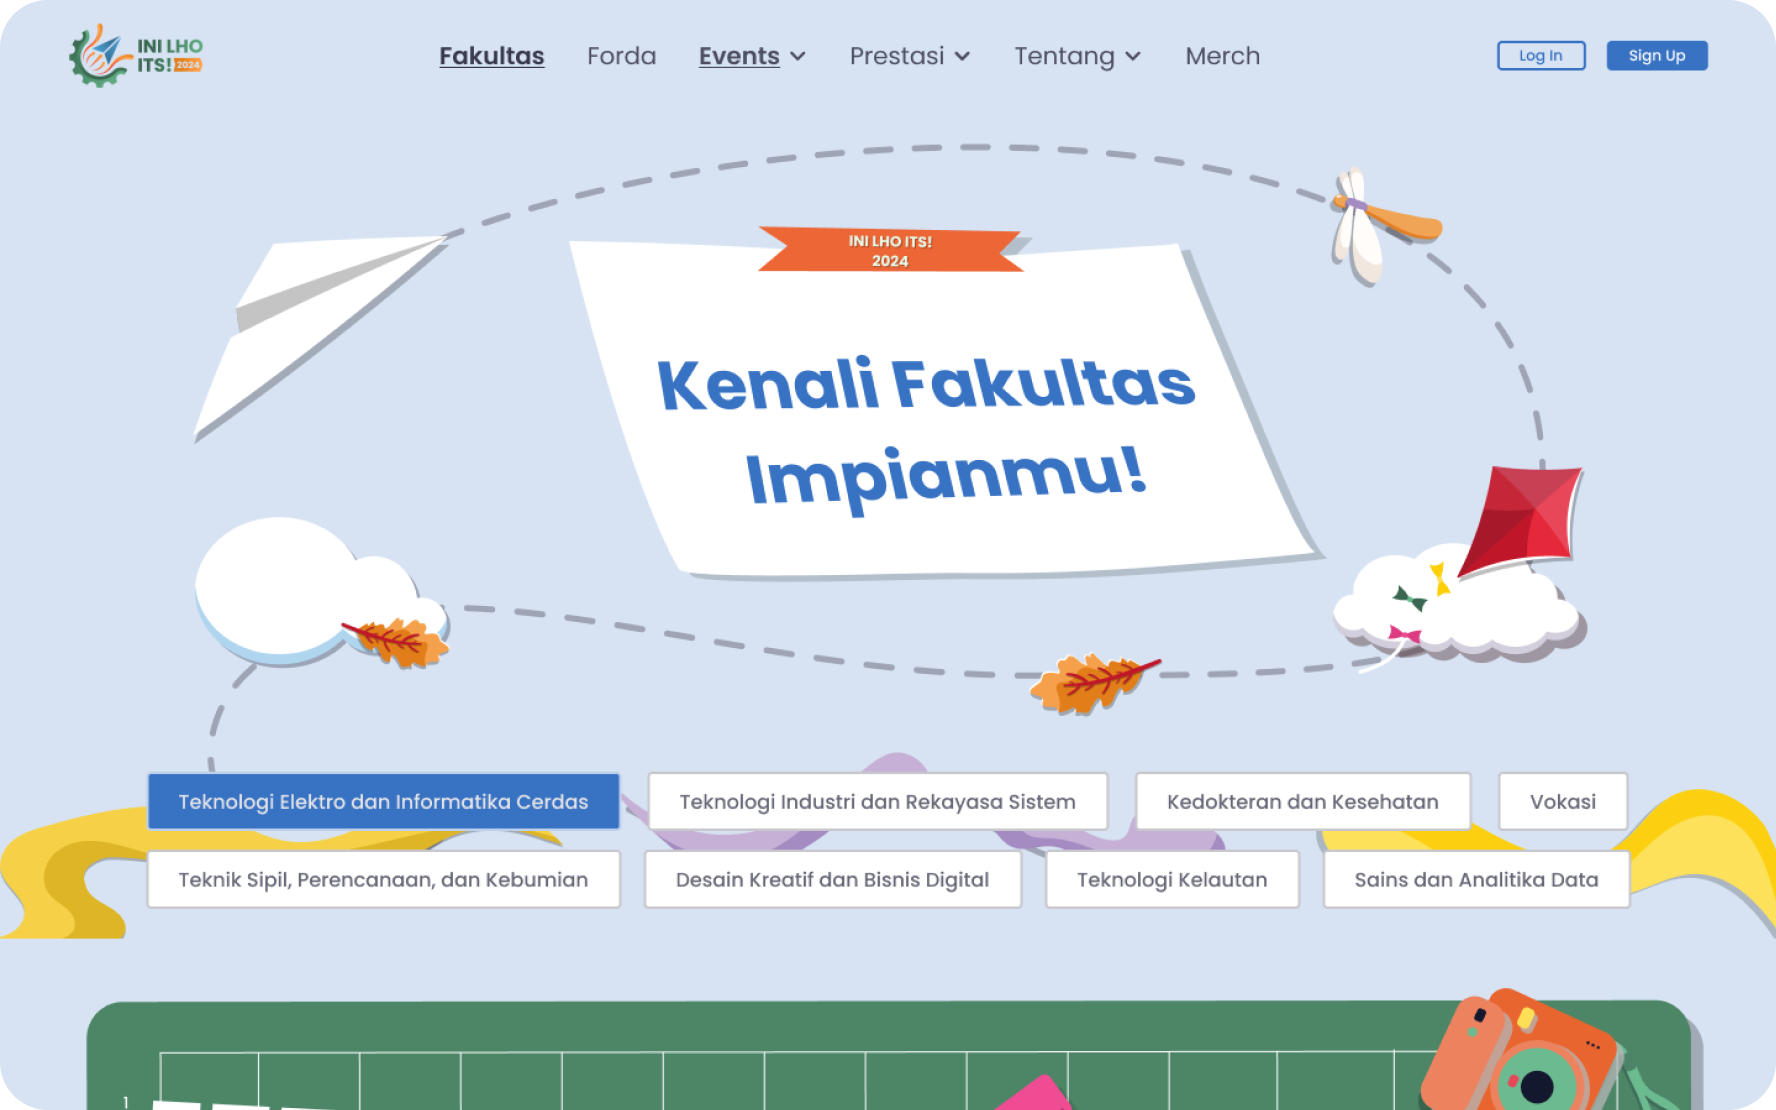 INI LHO
ITS! 2024
Fakultas
Forda
Events
Prestasi
Tentang
Merch
Log In
Sign Up
INI LHO ITS!
2024
Kenali Fakultas
Impianmu!
Teknologi Elektro dan Informatika Cerdas
Teknologi Industri dan Rekayasa Sistem
Kedokteran dan Kesehatan
Vokasi
Teknik Sipil, Perencanaan, dan Kebumian
Desain Kreatif dan Bisnis Digital
Teknologi Kelautan
Sains dan Analitika Data
1